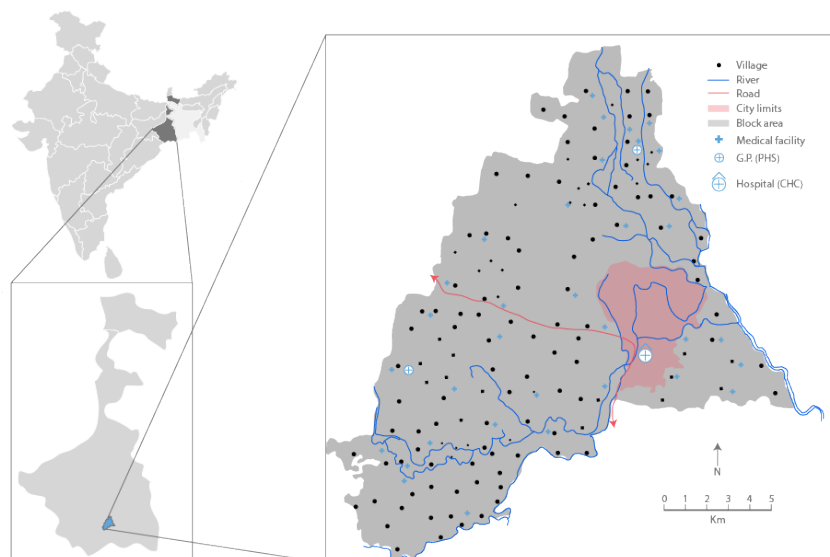 Village
River
Road
City limits
Block area
Medical facility
G.P. (PHS)
Hospital (CHC)
N
0 1 2 3 4 5
Km